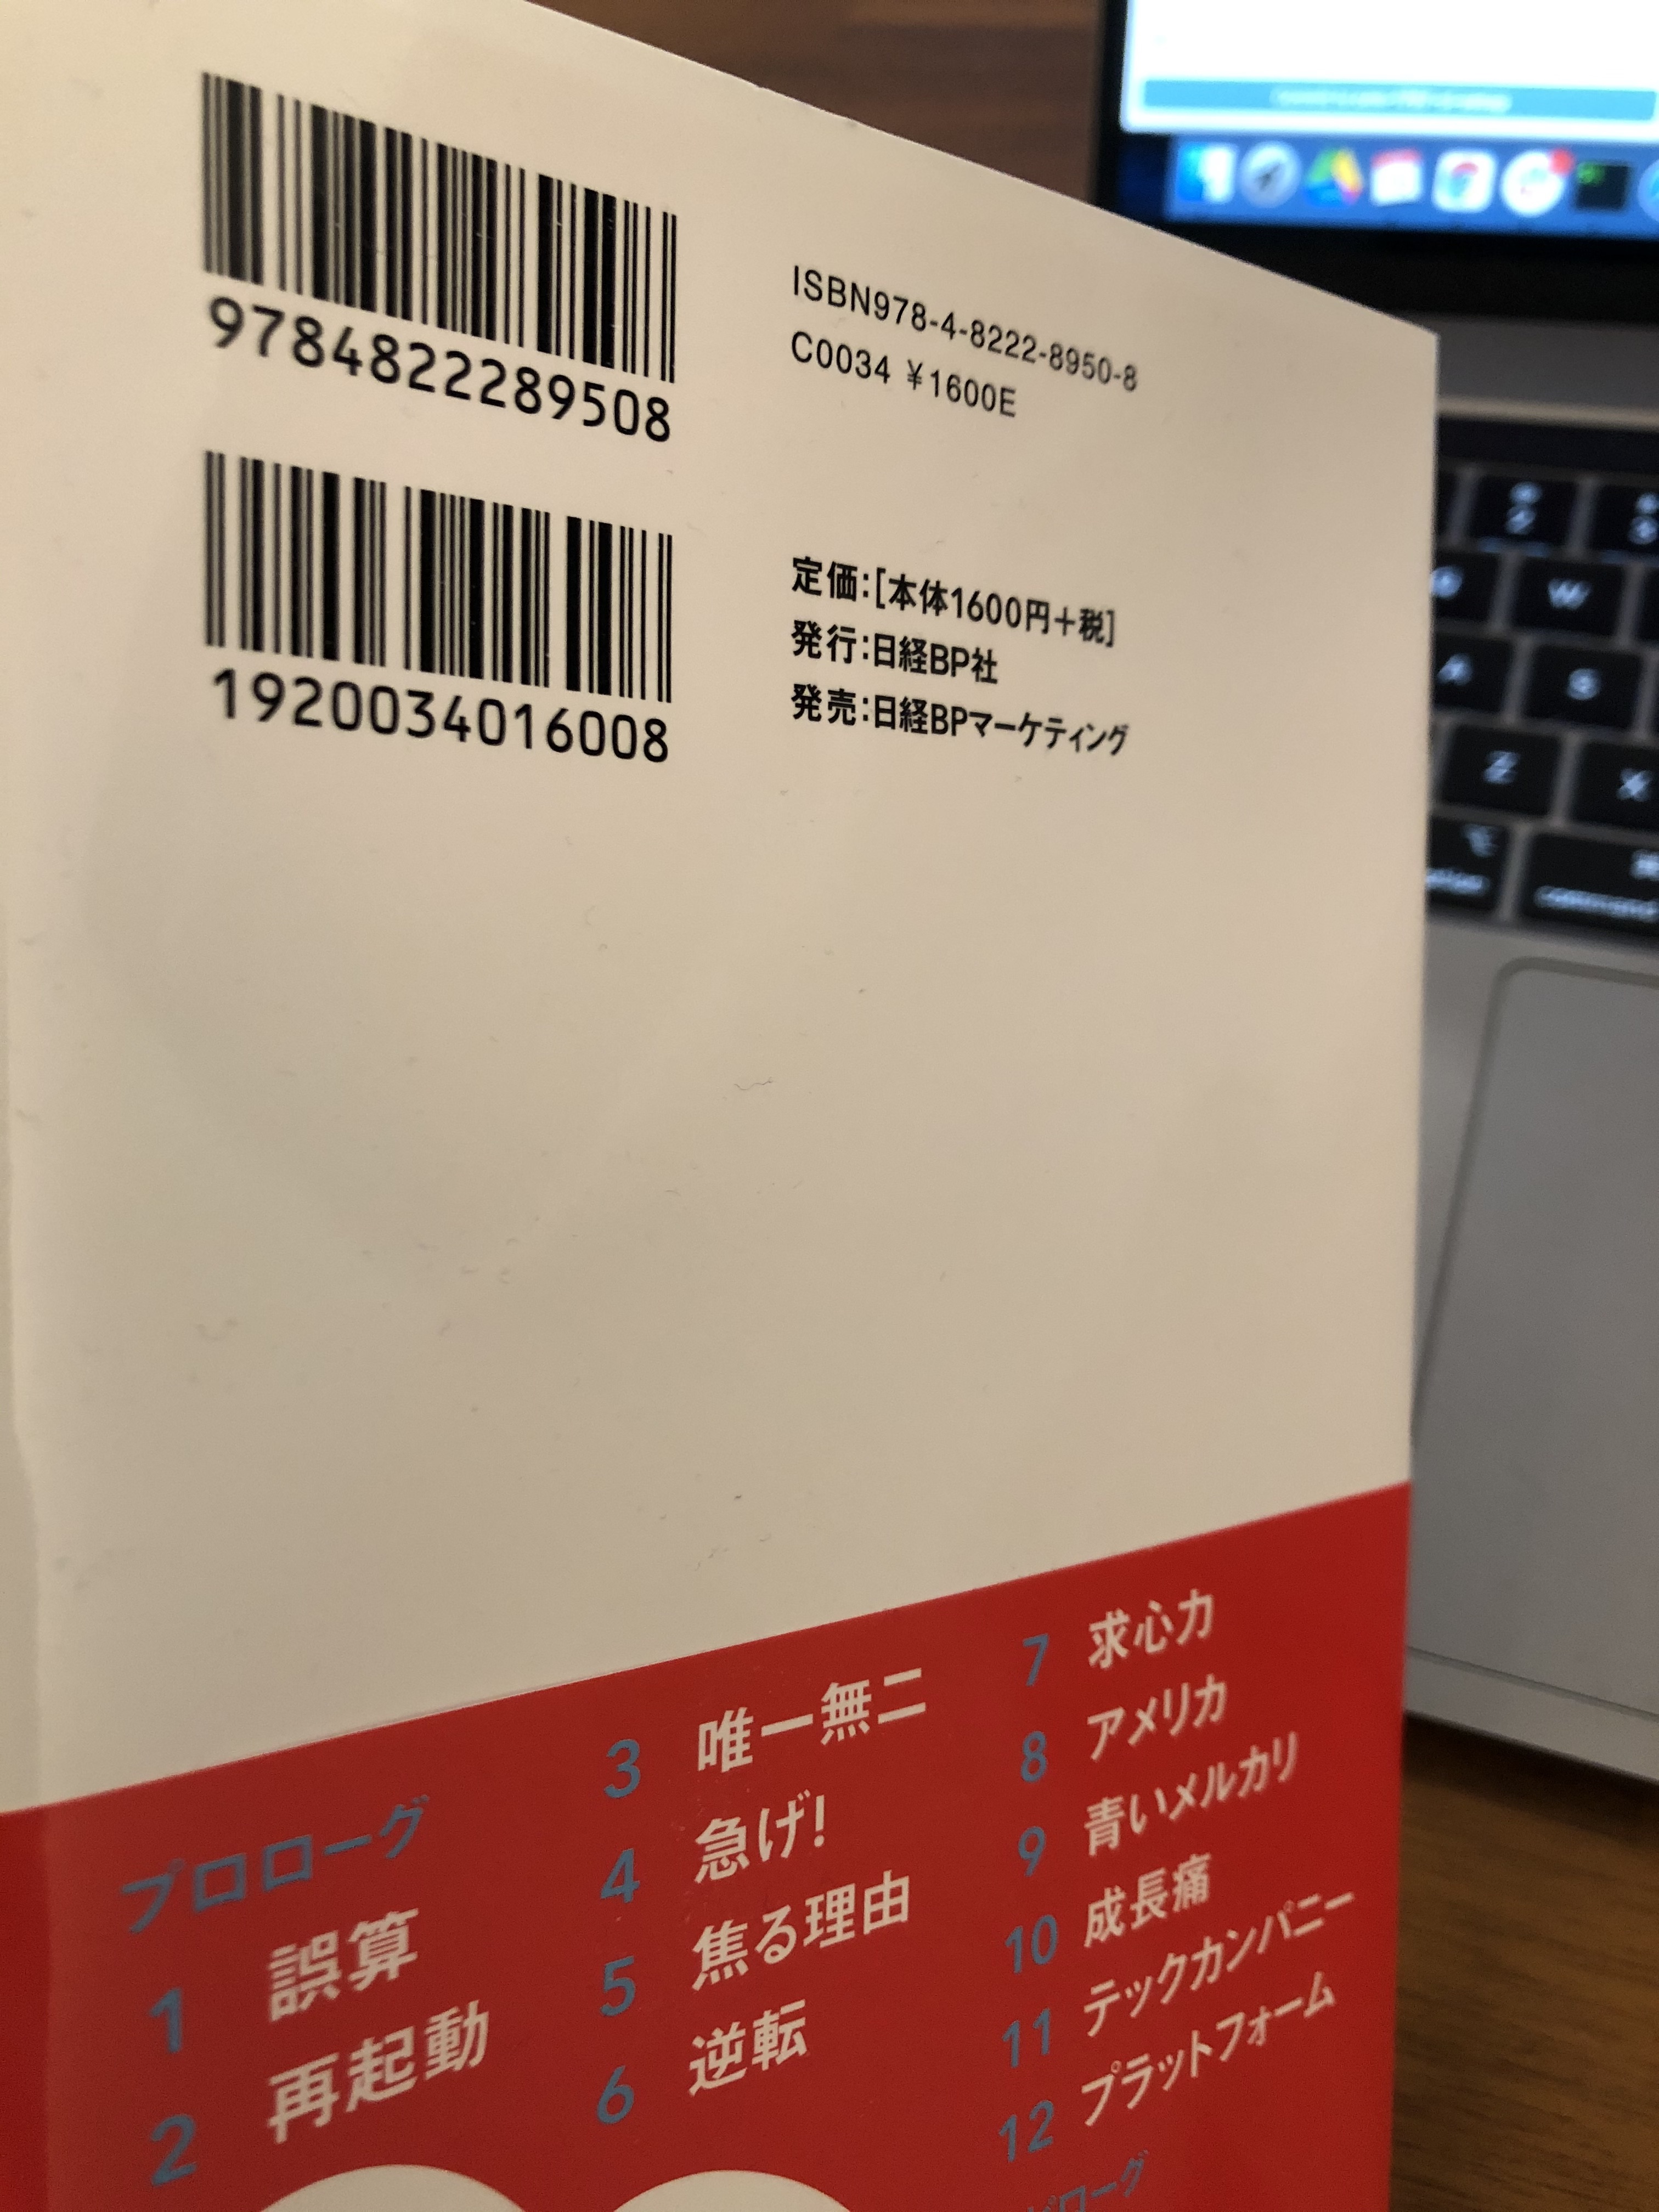 9784822289508
ISBN978-4-8222-8950-8
C0034 ¥1600E
1920034016008
定価:[本体1600円+税]
発行:日経BP社
発売:日経BPマーケティング
プロローグ
1 誤算
2 再起動
3 唯一無二
4 急げ!
5 焦る理由
6 逆転
7 求心力
8 アメリカ
9 青いメルカリ
10 成長痛
11 テックカンパニー
12 プラットフォーム
ピローグ
W
A
S
Z
X
command